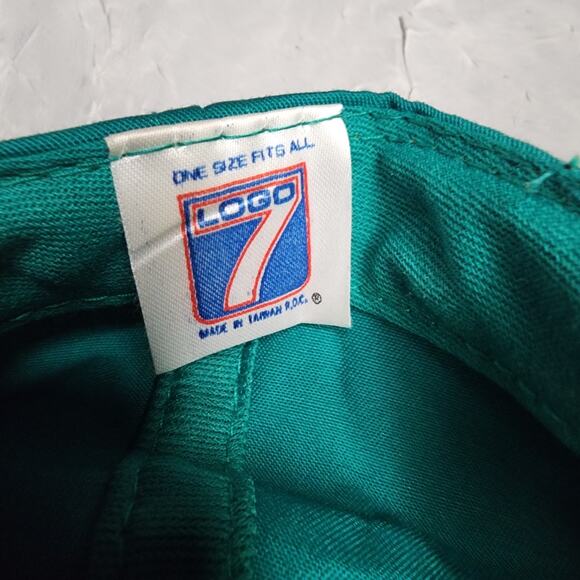 ONE SIZE FITS ALL
LOGO
7
MADE IN TAIWAN R.O.C. ®